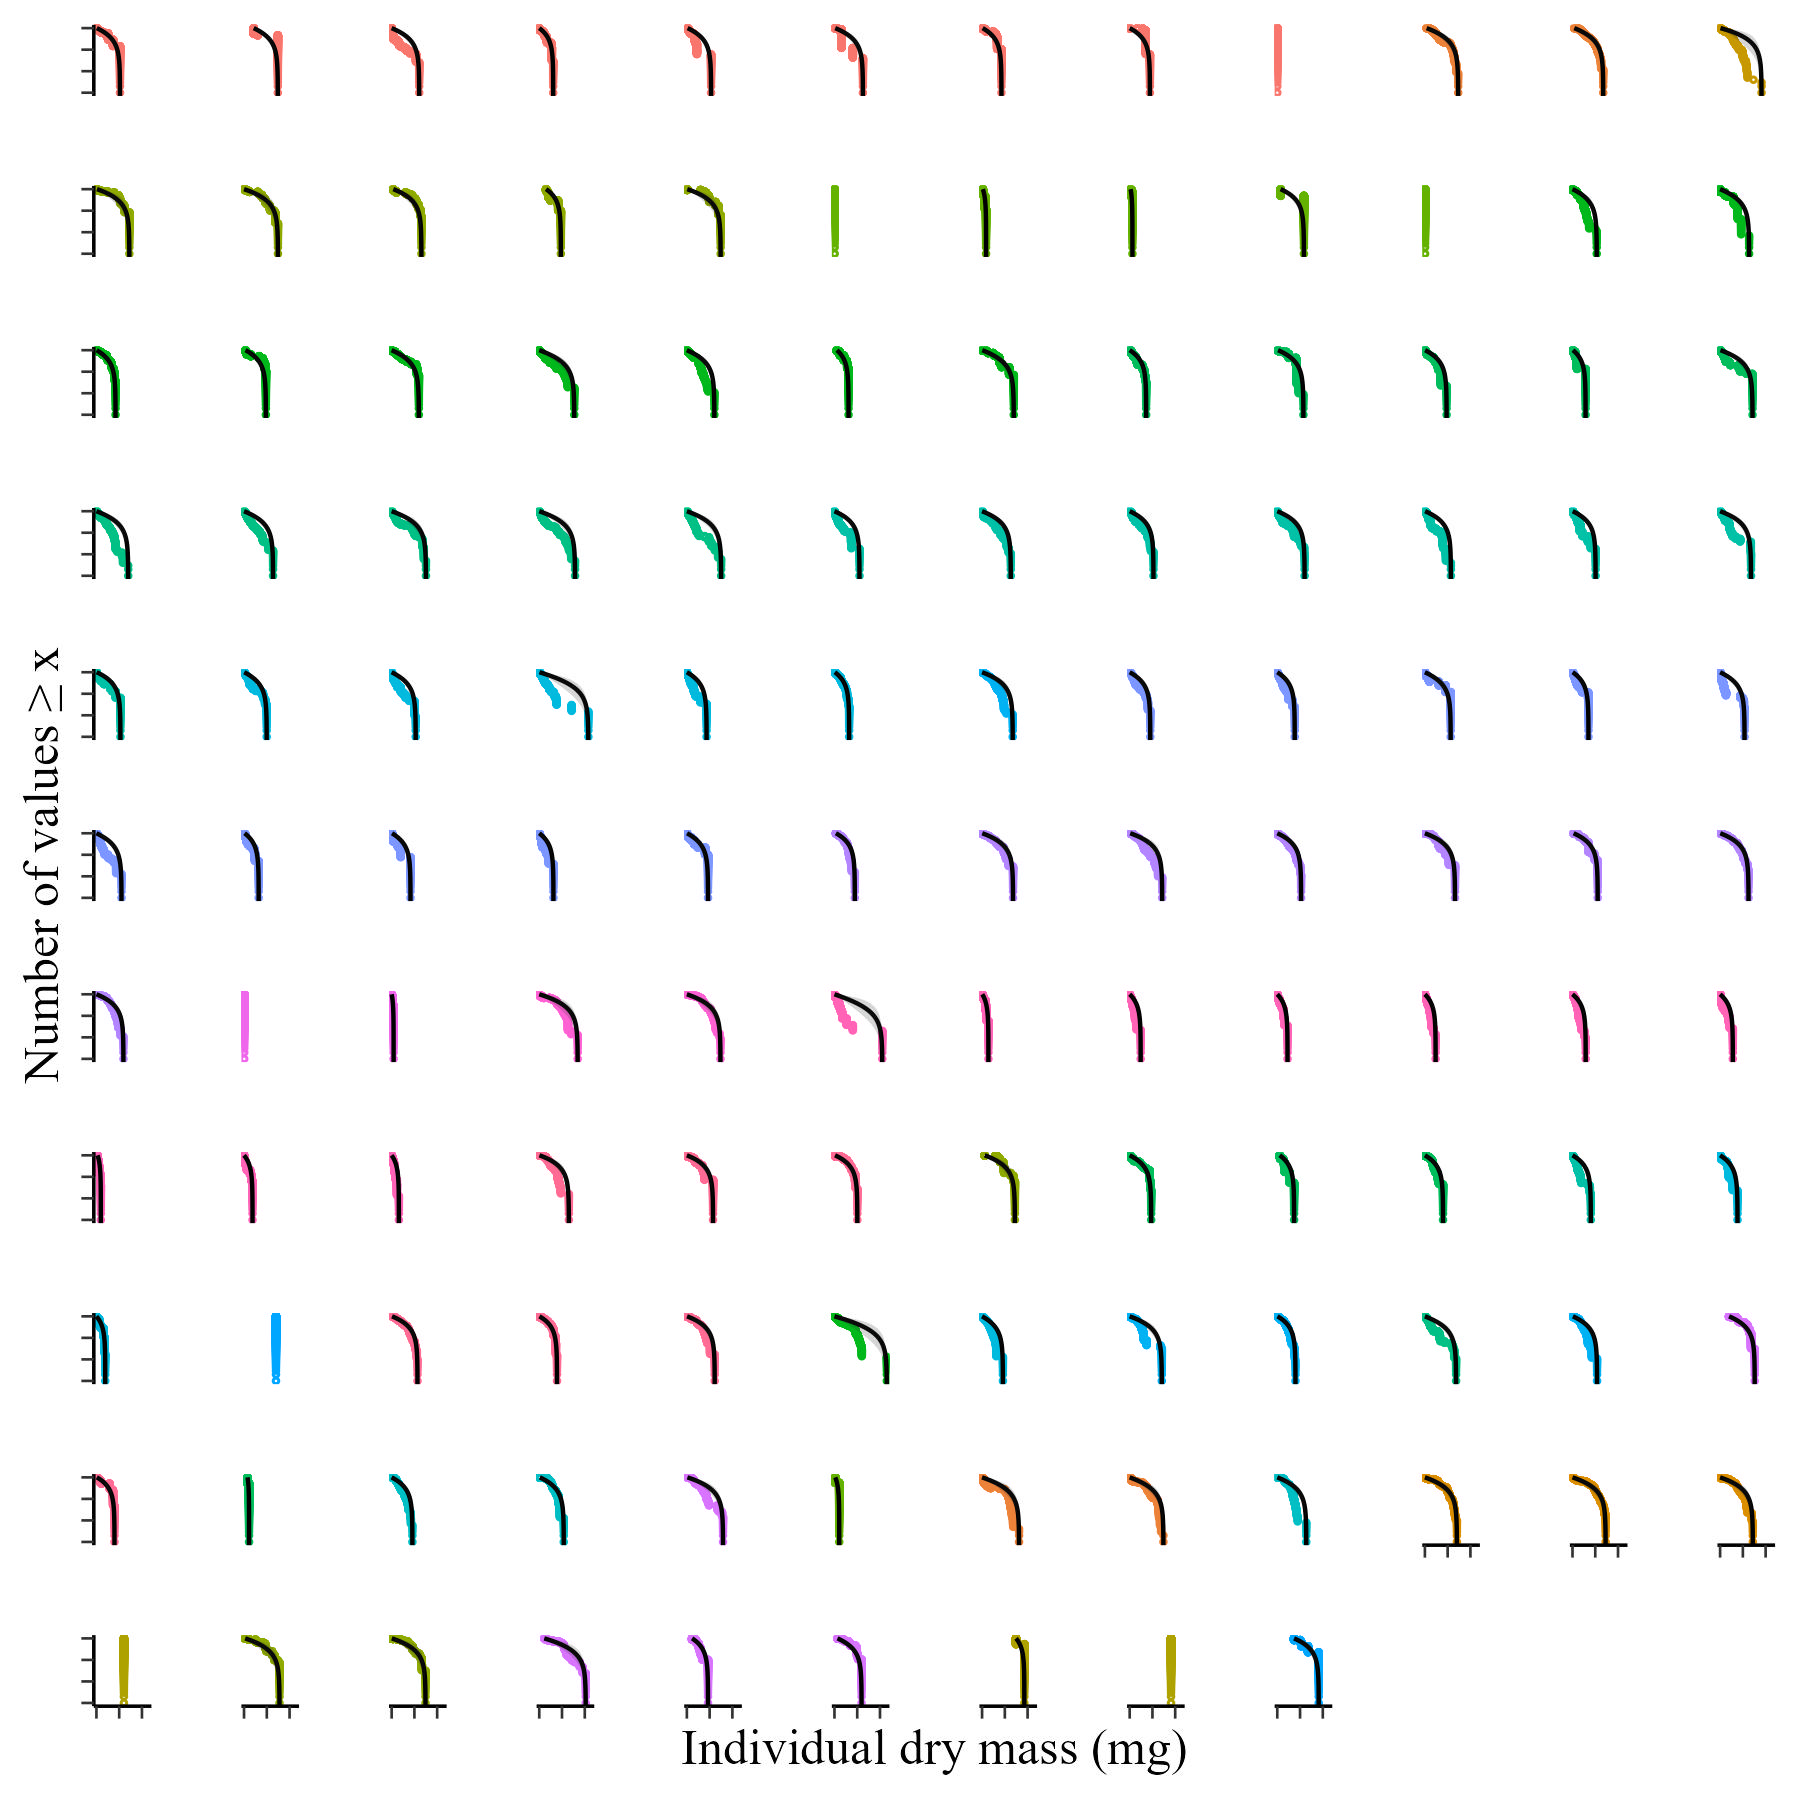 Number of values ≥ x
Individual dry mass (mg)